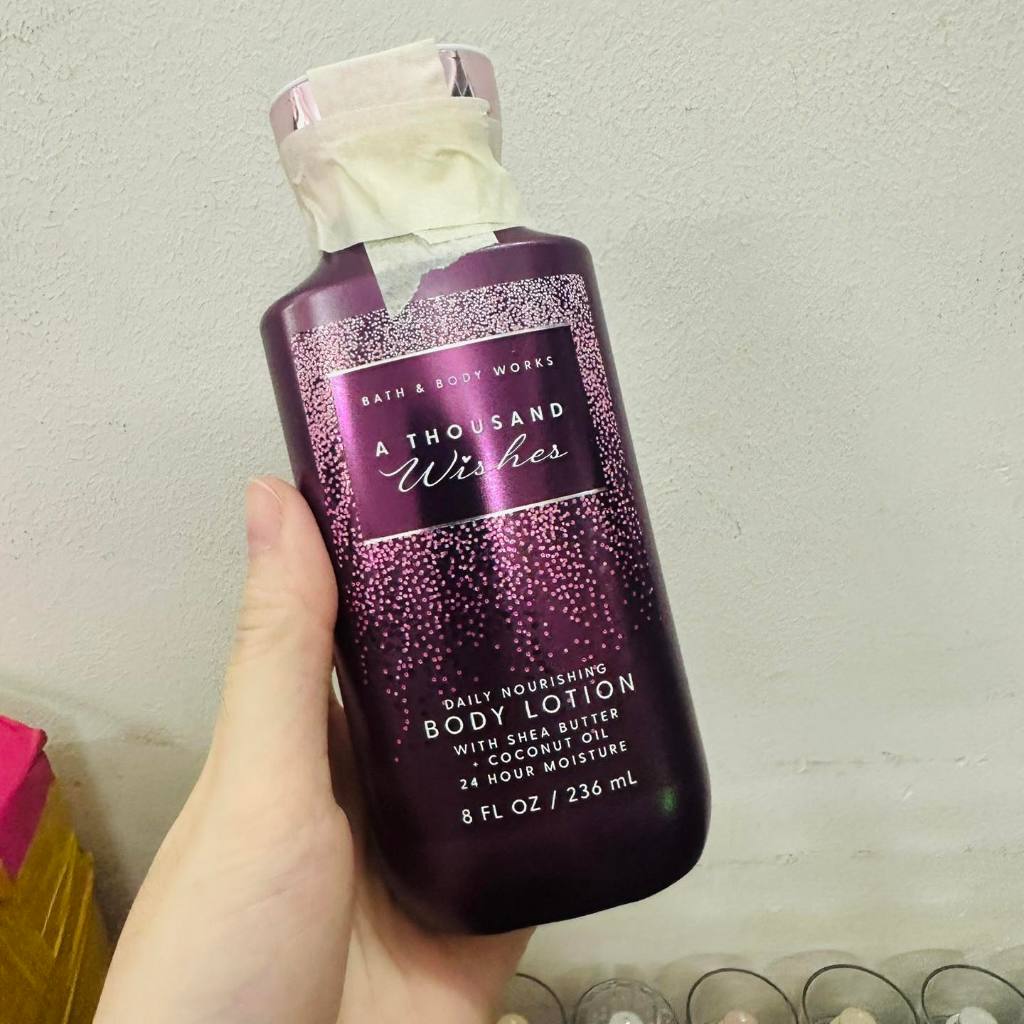 BATH & BODY WORKS
A THOUSAND
Wishes
DAILY NOURISHING
BODY LOTION
WITH SHEA BUTTER
+ COCONUT OIL
24 HOUR MOISTURE
8 FL OZ / 236 mL